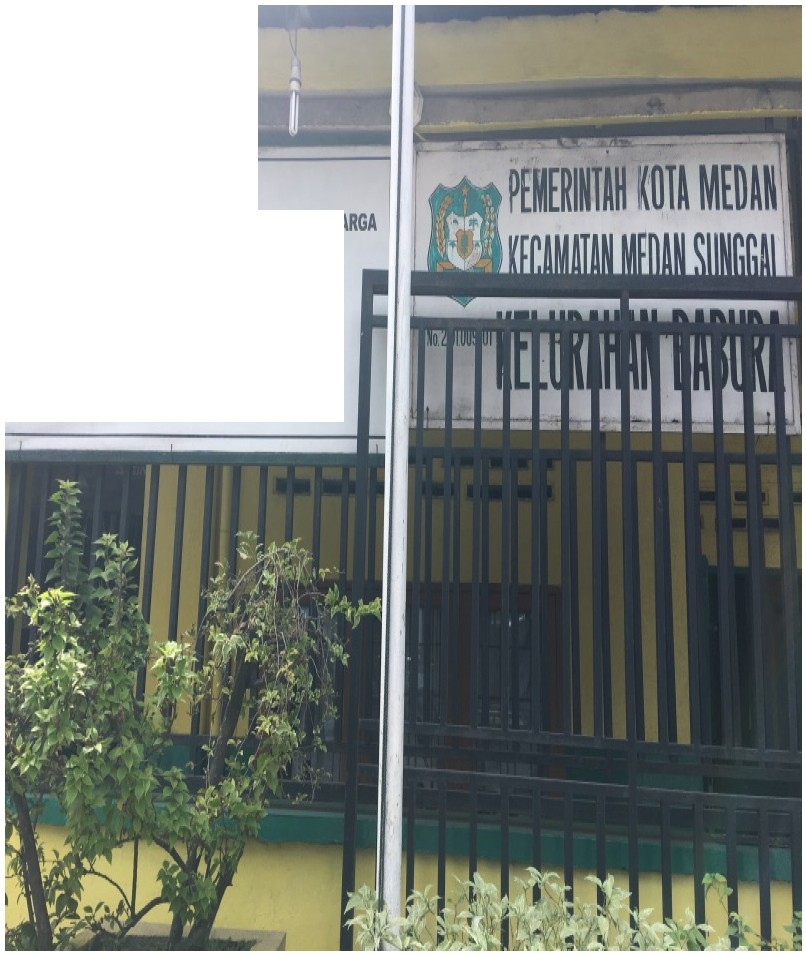 ARGA
PEMERINTAH KOTA MEDAN
KECAMATAN MEDAN SUNGGAL
KELURAHAN BABURA